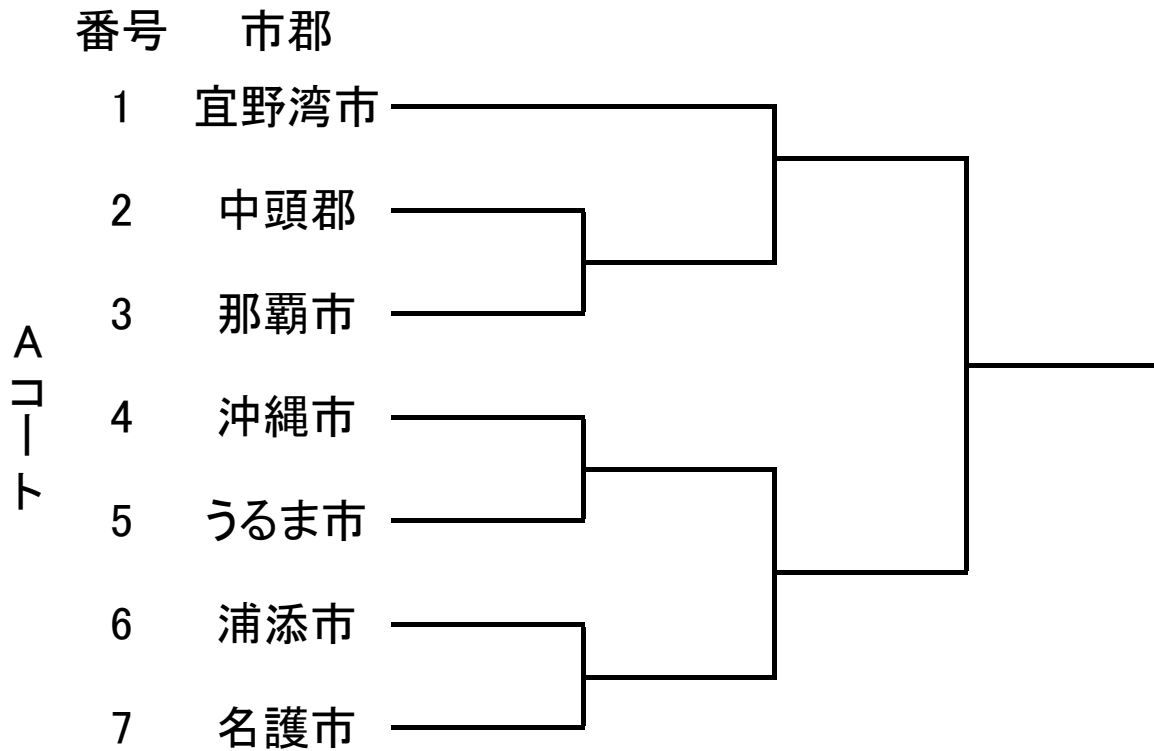 番号 市郡
1 宜野湾市
2 中頭郡
3 那覇市
4 沖縄市
5 うるま市
6 浦添市
7 名護市
Aコート